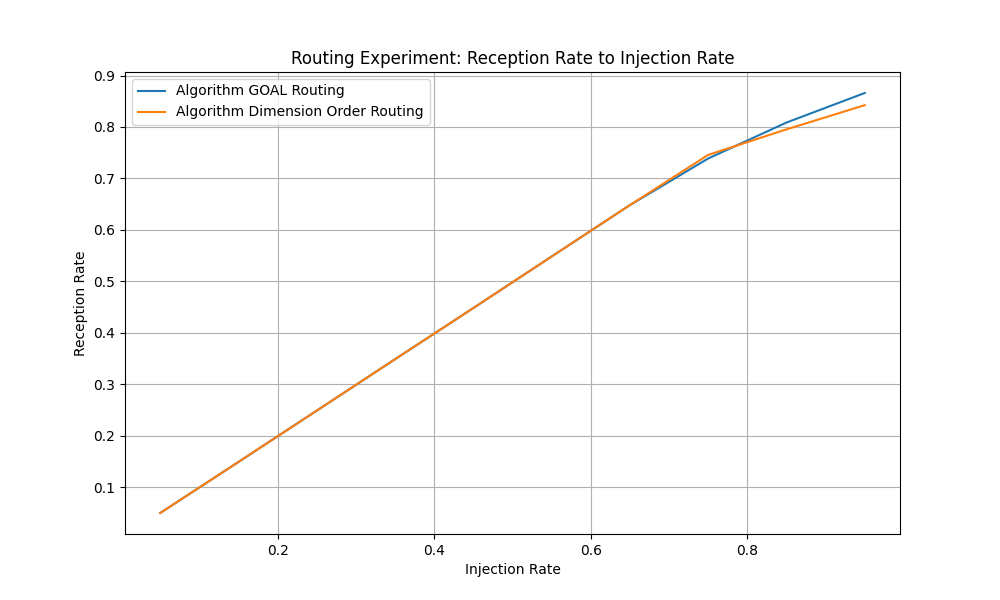 Routing Experiment: Reception Rate to Injection Rate
Algorithm GOAL Routing
Algorithm Dimension Order Routing
Reception Rate
0.9
0.8
0.7
0.6
0.5
0.4
0.3
0.2
0.1
0.2
0.4
0.6
0.8
Injection Rate